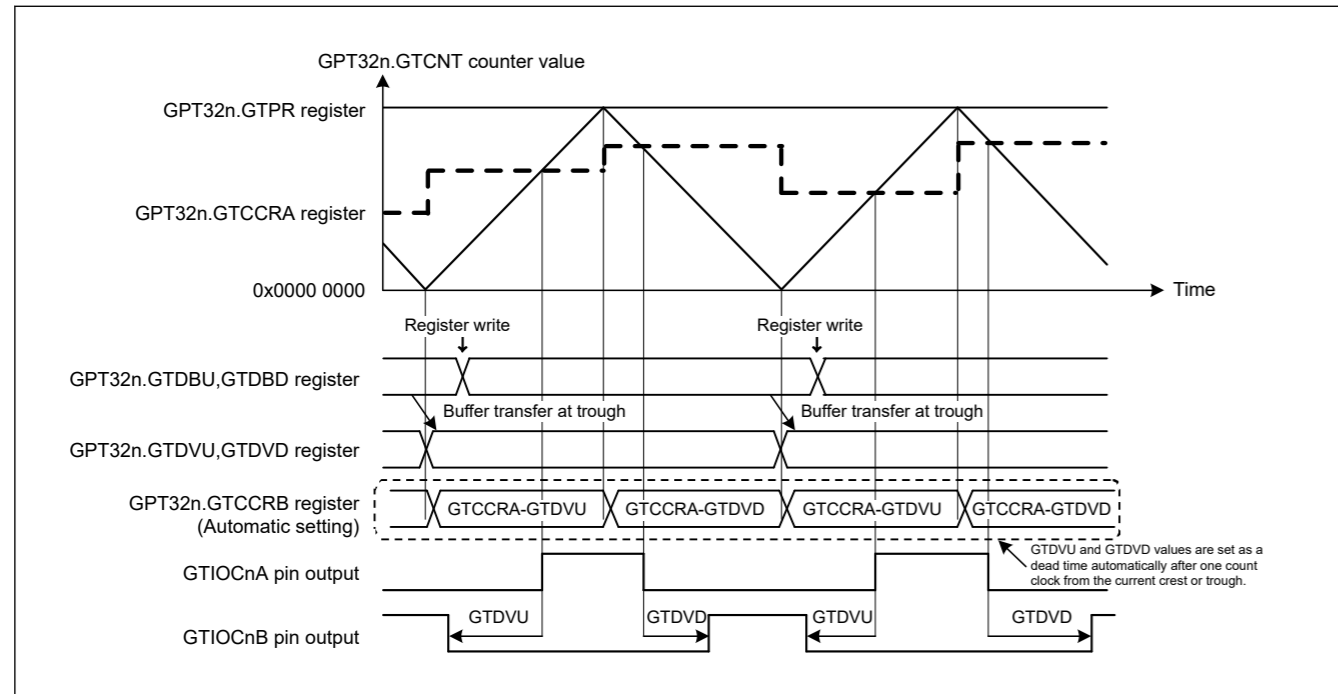 GPT32n.GTCNT counter value
GPT32n.GTPR register
GPT32n.GTCCRA register
0x0000 0000
Time
Register write
Register write
GPT32n.GTDBU,GTDBD register
Buffer transfer at trough
Buffer transfer at trough
GPT32n.GTDVU,GTDVD register
GPT32n.GTCCRB register
(Automatic setting)
GTCCRA-GTDVU
GTCCRA-GTDVD
GTCCRA-GTDVU
GTCCRA-GTDVD
GTDVU and GTDVD values are set as a
dead time automatically after one count
clock from the current crest or trough.
GTIOCnA pin output
GTDVU
GTDVD
GTDVU
GTDVD
GTIOCnB pin output